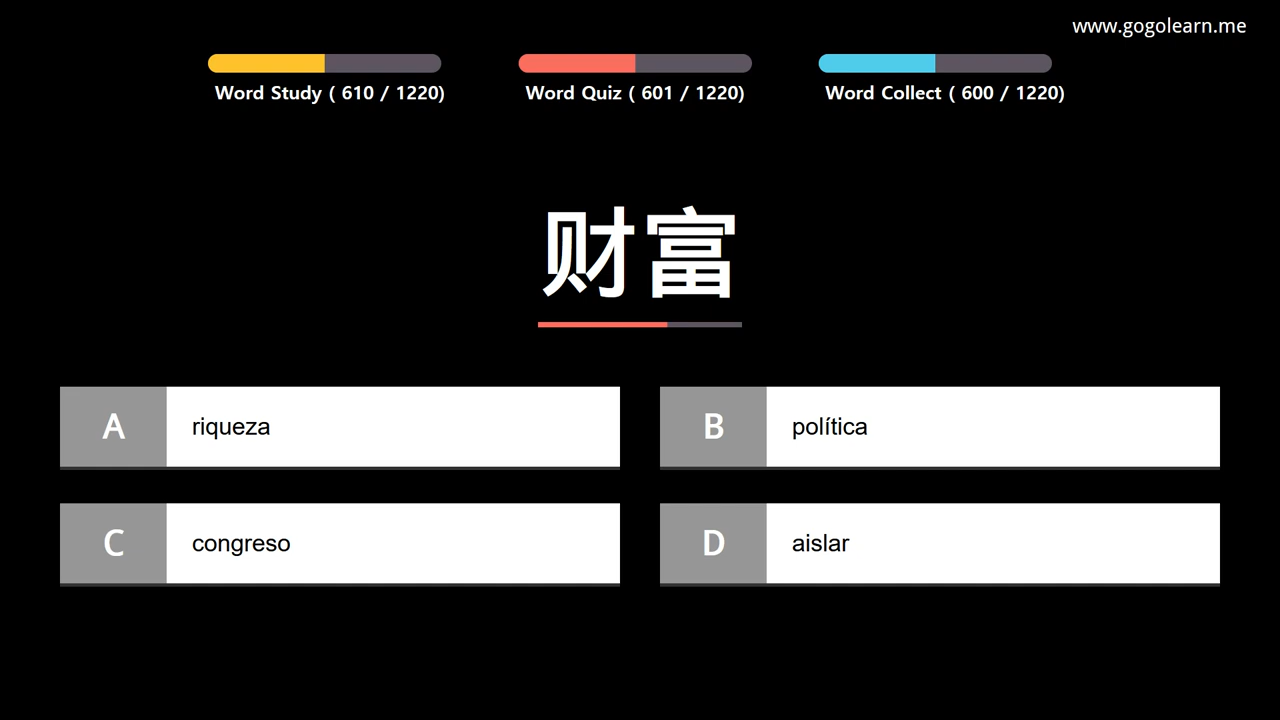 www.gogolearn.me
Word Study ( 610 / 1220)
Word Quiz ( 601 / 1220)
Word Collect ( 600 / 1220)
财富
A riqueza
B política
C congreso
D aislar